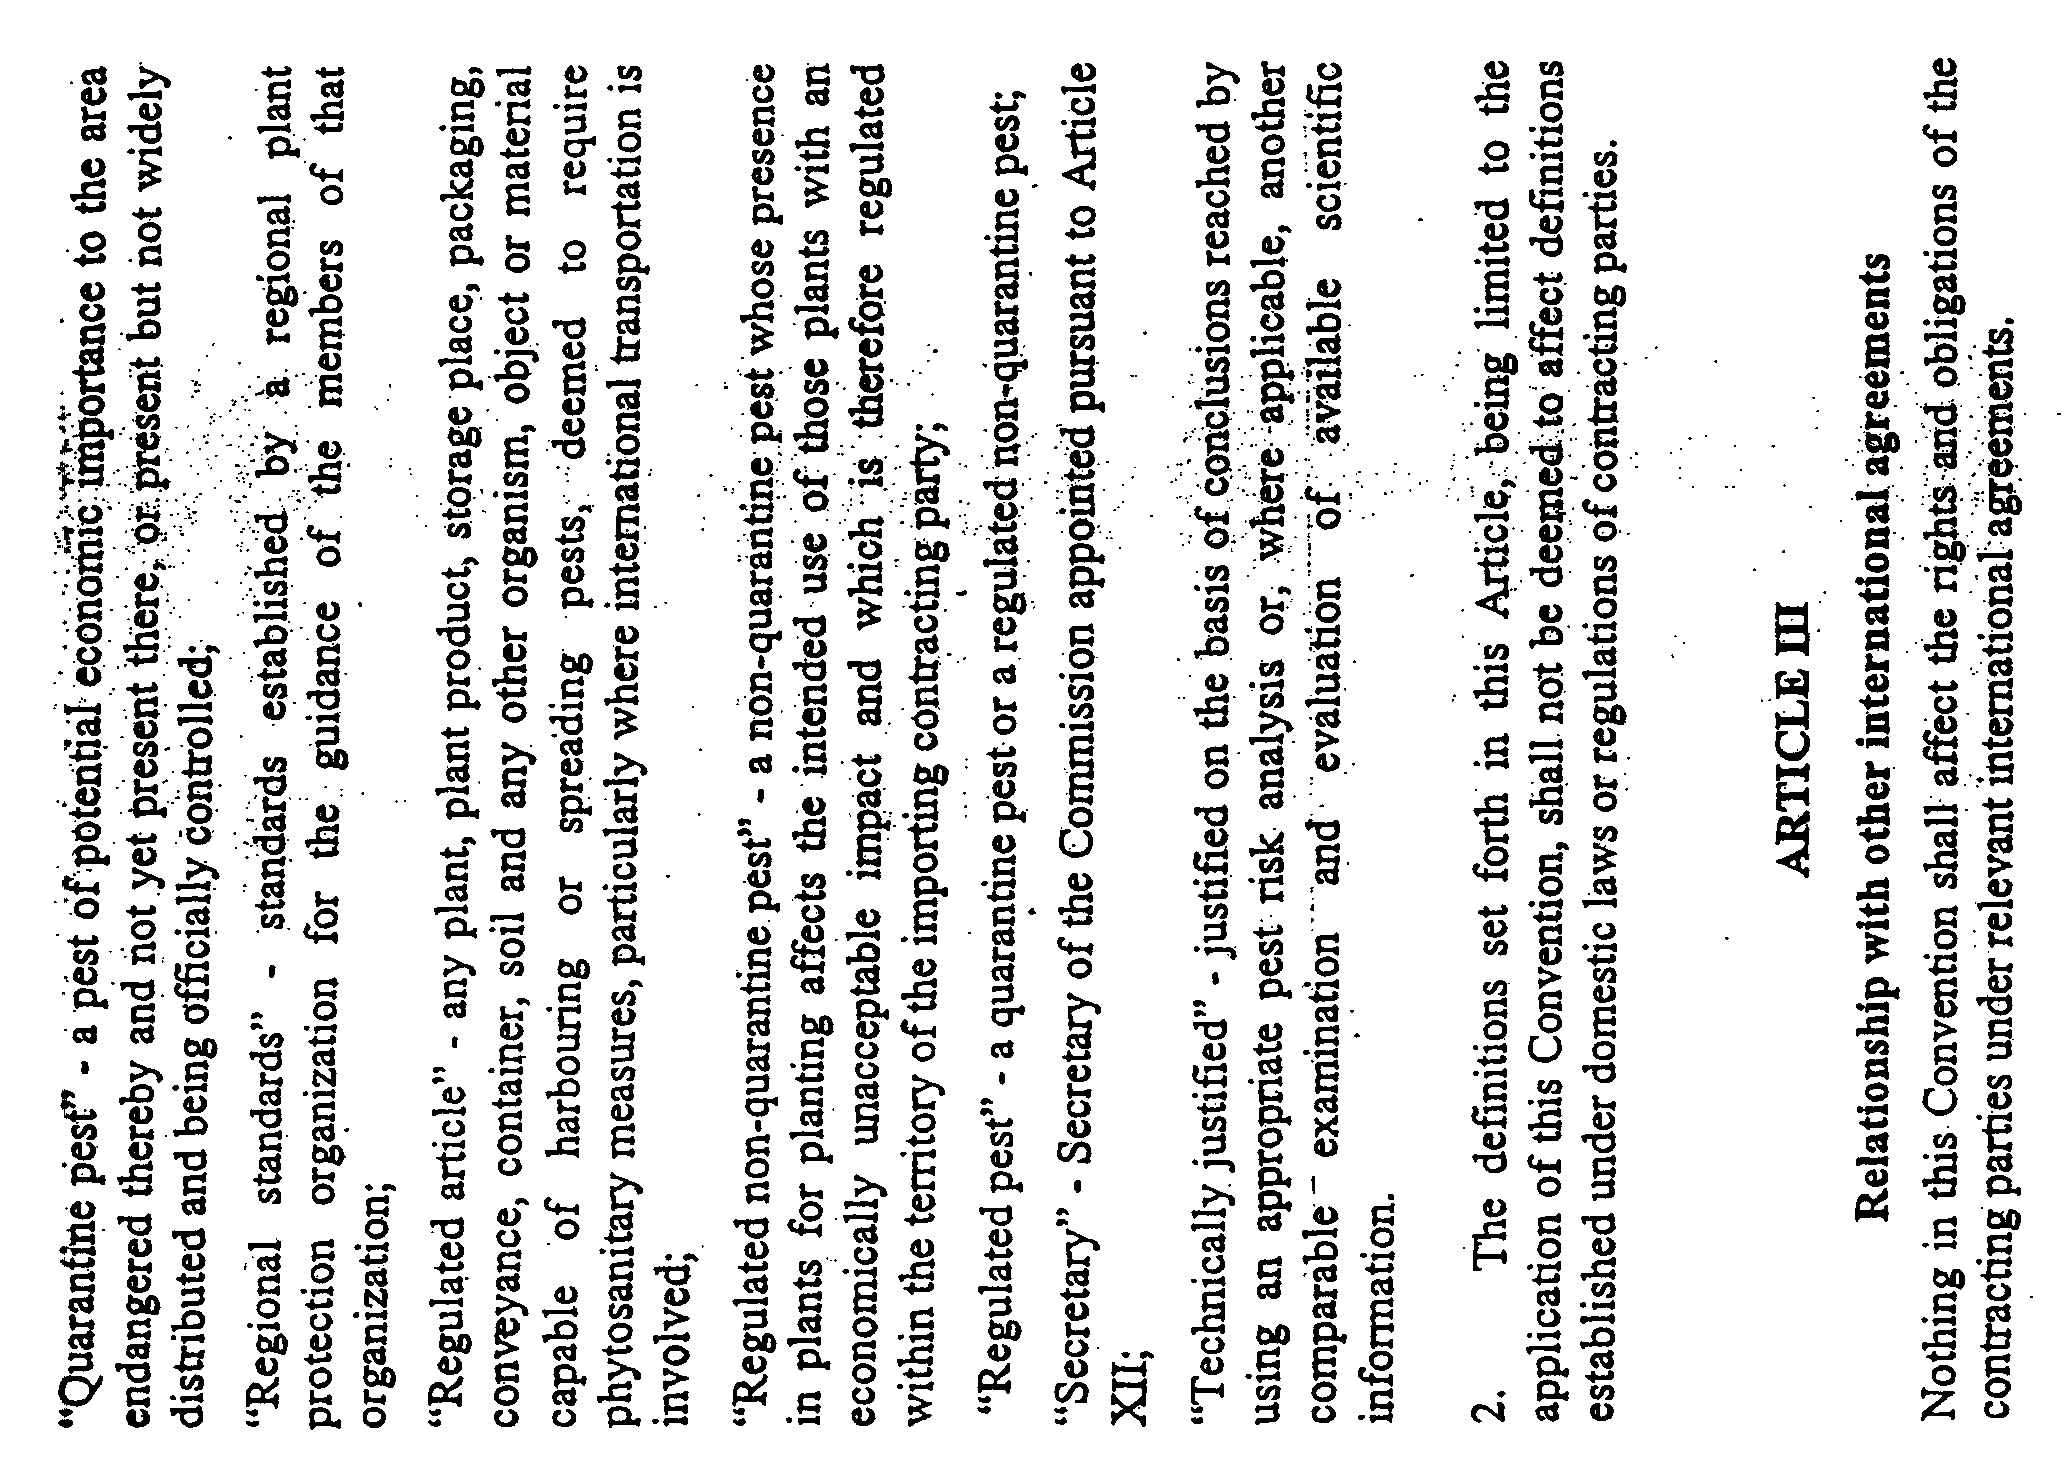 “Quarantine pest” - a pest of potential economic importance to the area
endangered thereby and not yet present there, or present but not widely
distributed and being officially controlled;
“Regional standards” - standards established by a regional plant
protection organization for the guidance of the members of that
organization;
“Regulated article” - any plant, plant product, storage place, packaging,
conveyance, container, soil and any other organism, object or material
capable of harbouring or spreading pests, deemed to require
phytosanitary measures, particularly where international transportation is
involved;
“Regulated non-quarantine pest” - a non-quarantine pest whose presence
in plants for planting affects the intended use of those plants with an
economically unacceptable impact and which is therefore regulated
within the territory of the importing contracting party;
“Regulated pest” - a quarantine pest or a regulated non-quarantine pest;
“Secretary” - Secretary of the Commission appointed pursuant to Article
XII;
“Technically justified” - justified on the basis of conclusions reached by
using an appropriate pest risk analysis or, where applicable, another
comparable examination and evaluation of available scientific
information.
2. The definitions set forth in this Article, being limited to the
application of this Convention, shall not be deemed to affect definitions
established under domestic laws or regulations of contracting parties.
ARTICLE III
Relationship with other international agreements
Nothing in this Convention shall affect the rights and obligations of the
contracting parties under relevant international agreements.